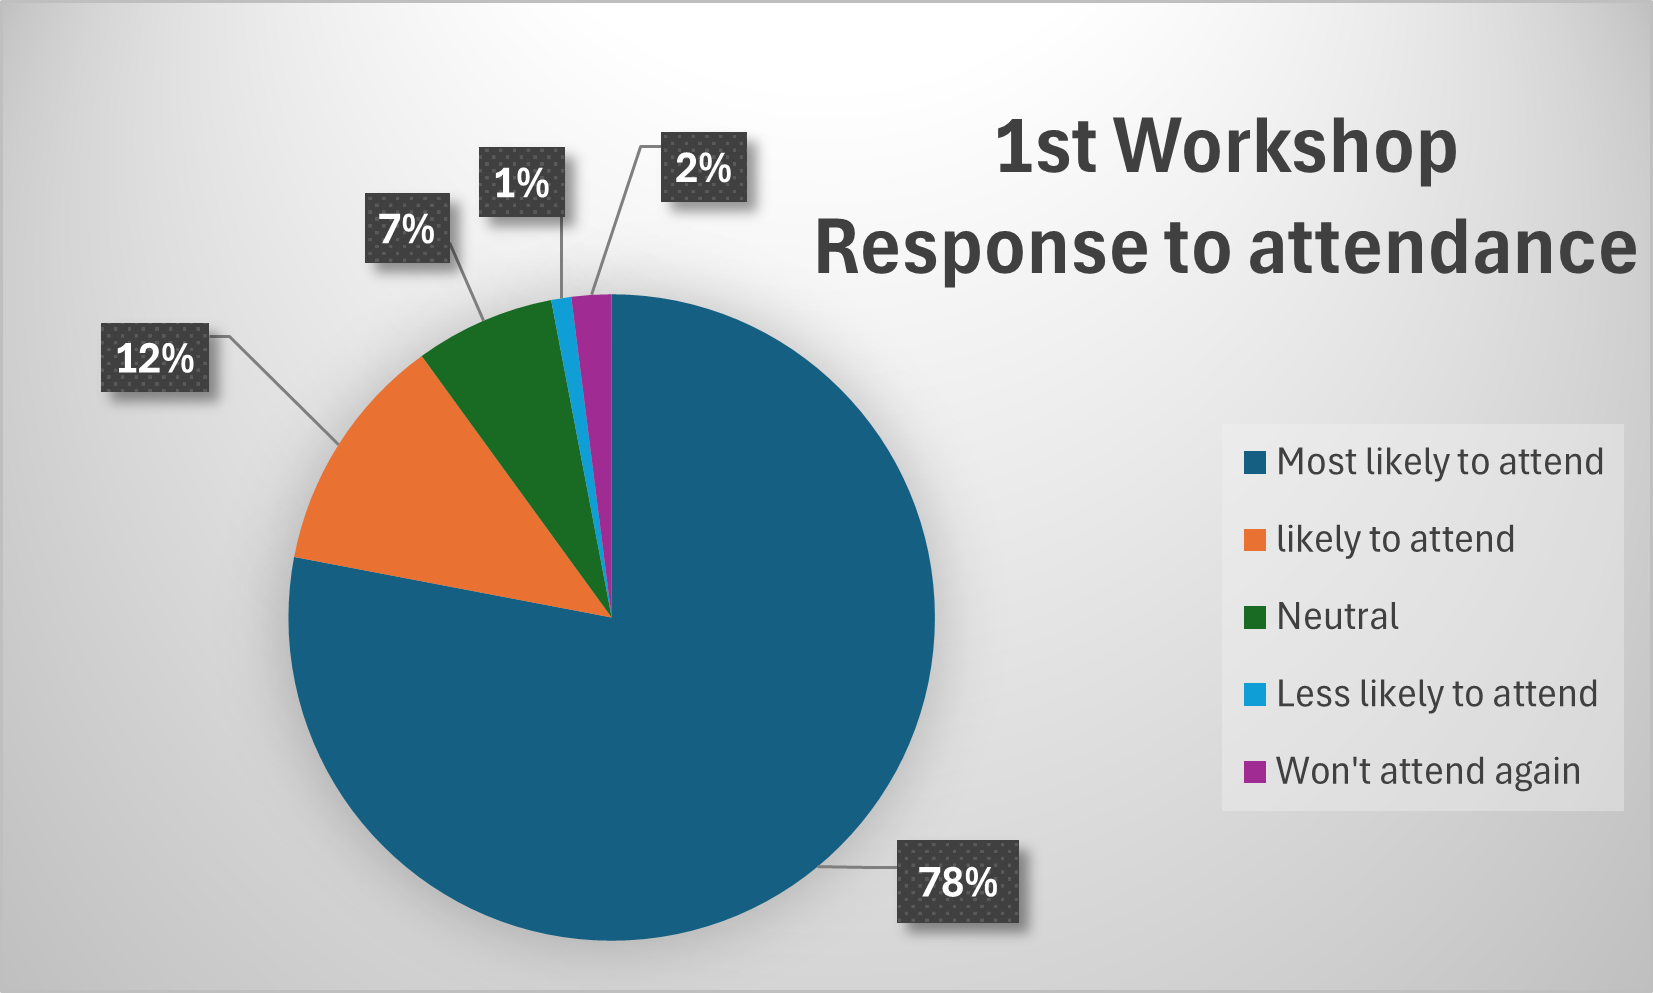 1st Workshop
Response to attendance
2%
1%
7%
12%
78%
Most likely to attend
likely to attend
Neutral
Less likely to attend
Won't attend again